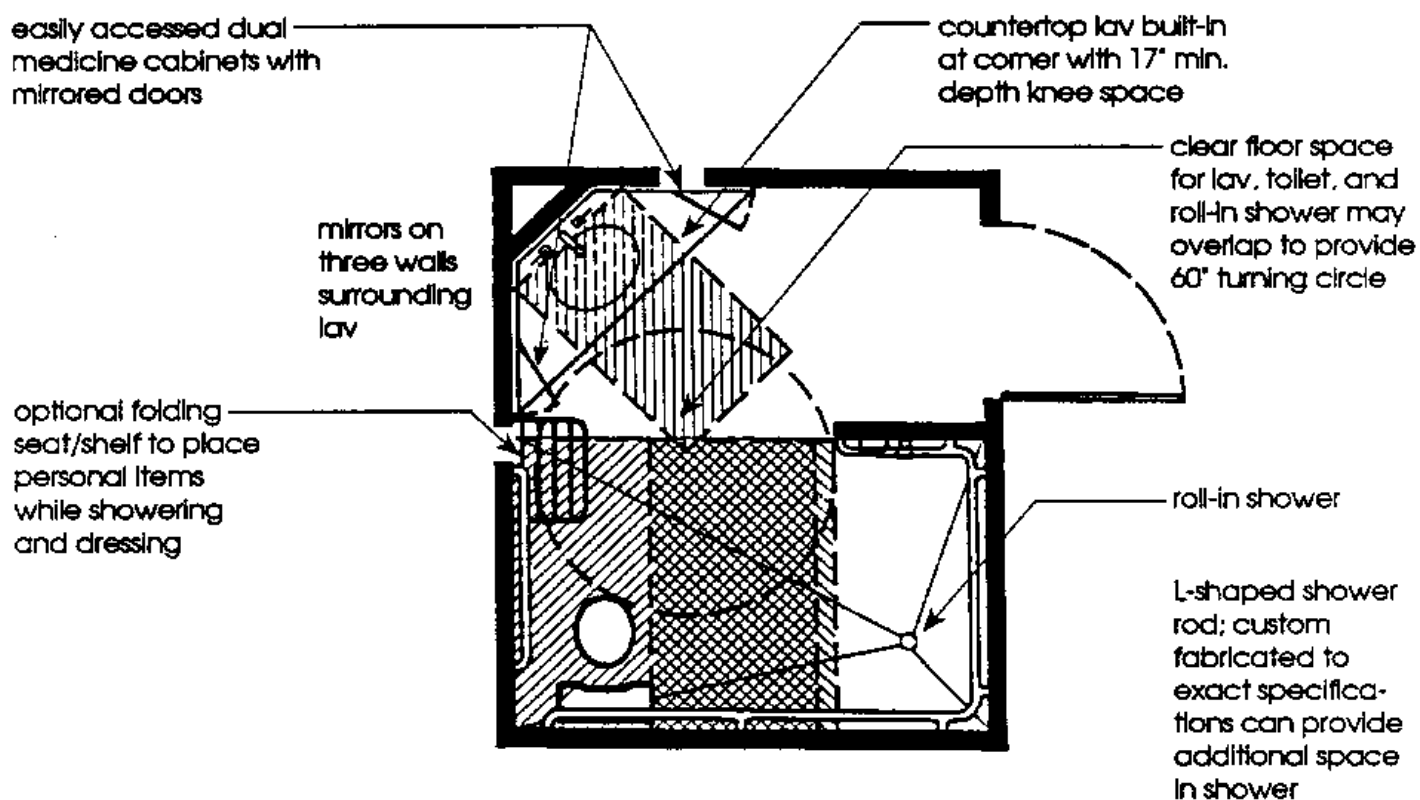 easily accessed dual
medicine cabinets with
mirrored doors
countertop lav built-in
at corner with 17" min.
depth knee space
clear floor space
for lav, toilet, and
roll-in shower may
overlap to provide
60" turning circle
mirrors on
three walls
surrounding
lav
optional folding
seat/shelf to place
personal items
while showering
and dressing
roll-in shower
L-shaped shower
rod; custom
fabricated to
exact specifica-
tions can provide
additional space
in shower